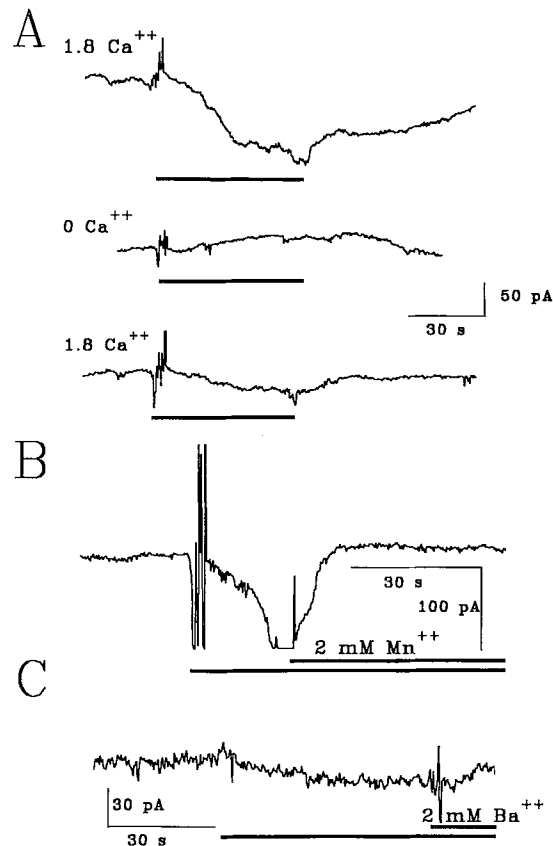 A
1.8 Ca++
0 Ca++
50 pA
30 s
1.8 Ca++
B
30 s
100 pA
2 mM Mn++
C
30 pA
2 mM Ba++
30 s